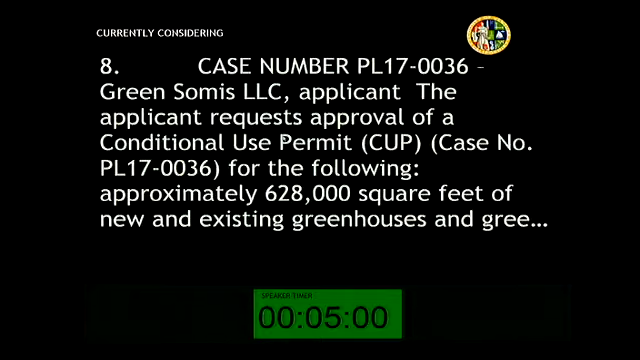 CURRENTLY CONSIDERING
8. CASE NUMBER PL17-0036 –
Green Somis LLC, applicant The
applicant requests approval of a
Conditional Use Permit (CUP) (Case No.
PL17-0036) for the following:
approximately 628,000 square feet of
new and existing greenhouses and gree…
SPEAKER TIMER
00:05:00